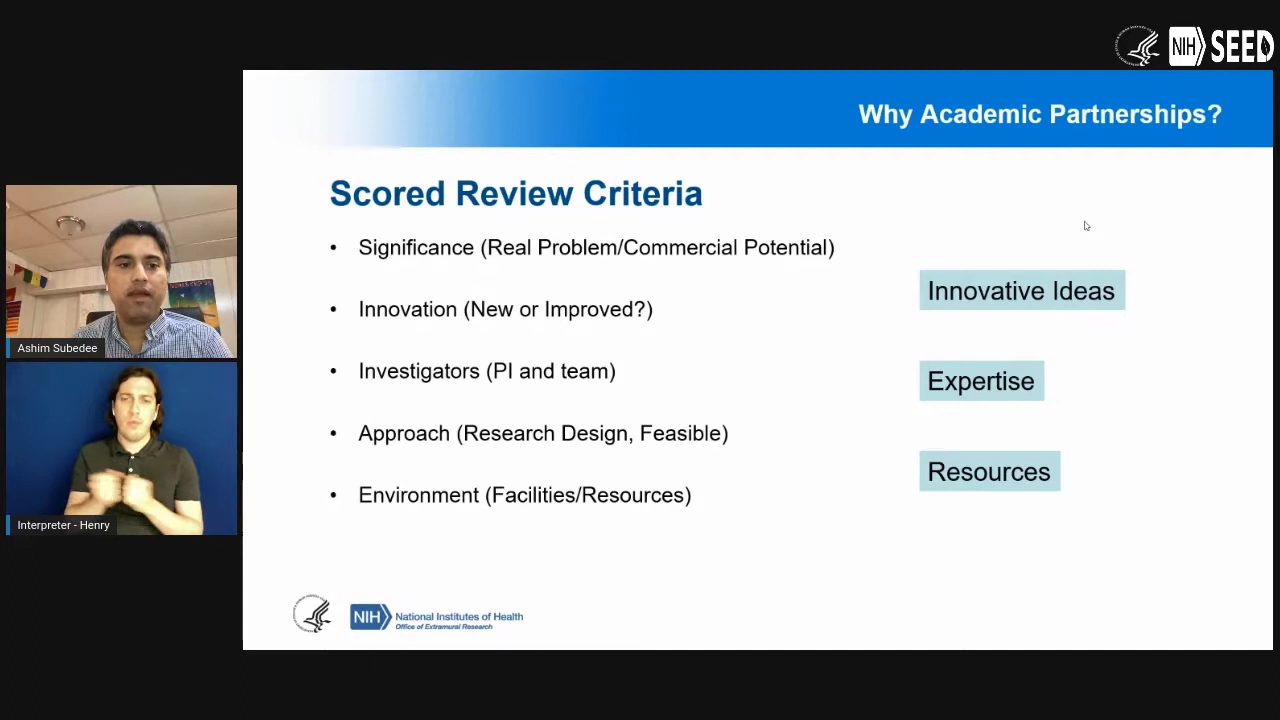 NIH SEED
Why Academic Partnerships?
Scored Review Criteria
• Significance (Real Problem/Commercial Potential)
• Innovation (New or Improved?)
• Investigators (PI and team)
• Approach (Research Design, Feasible)
• Environment (Facilities/Resources)
Innovative Ideas
Expertise
Resources
Ashim Subedee
Interpreter - Henry
NIH National Institutes of Health
Office of Extramural Research